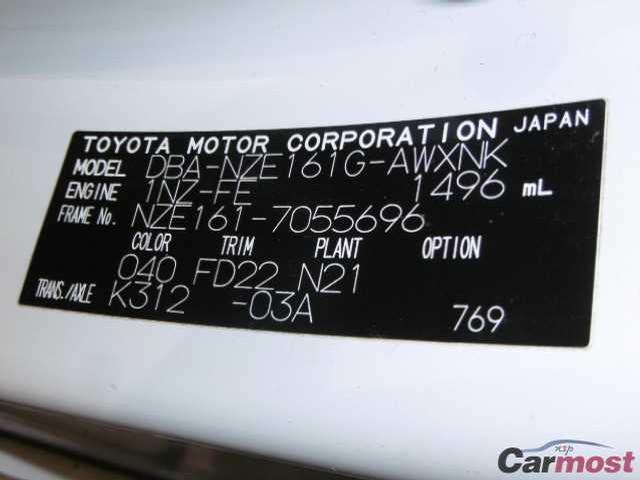 TOYOTA MOTOR CORPORATION JAPAN
MODEL DBA-NZE161G-AWXNK
ENGINE 1NZ-FE 1496 mL
FRAME No. NZE161-7055696
COLOR TRIM PLANT OPTION
040 FD22 N21
TRANS./AXLE K312 -03A
769
Carmost